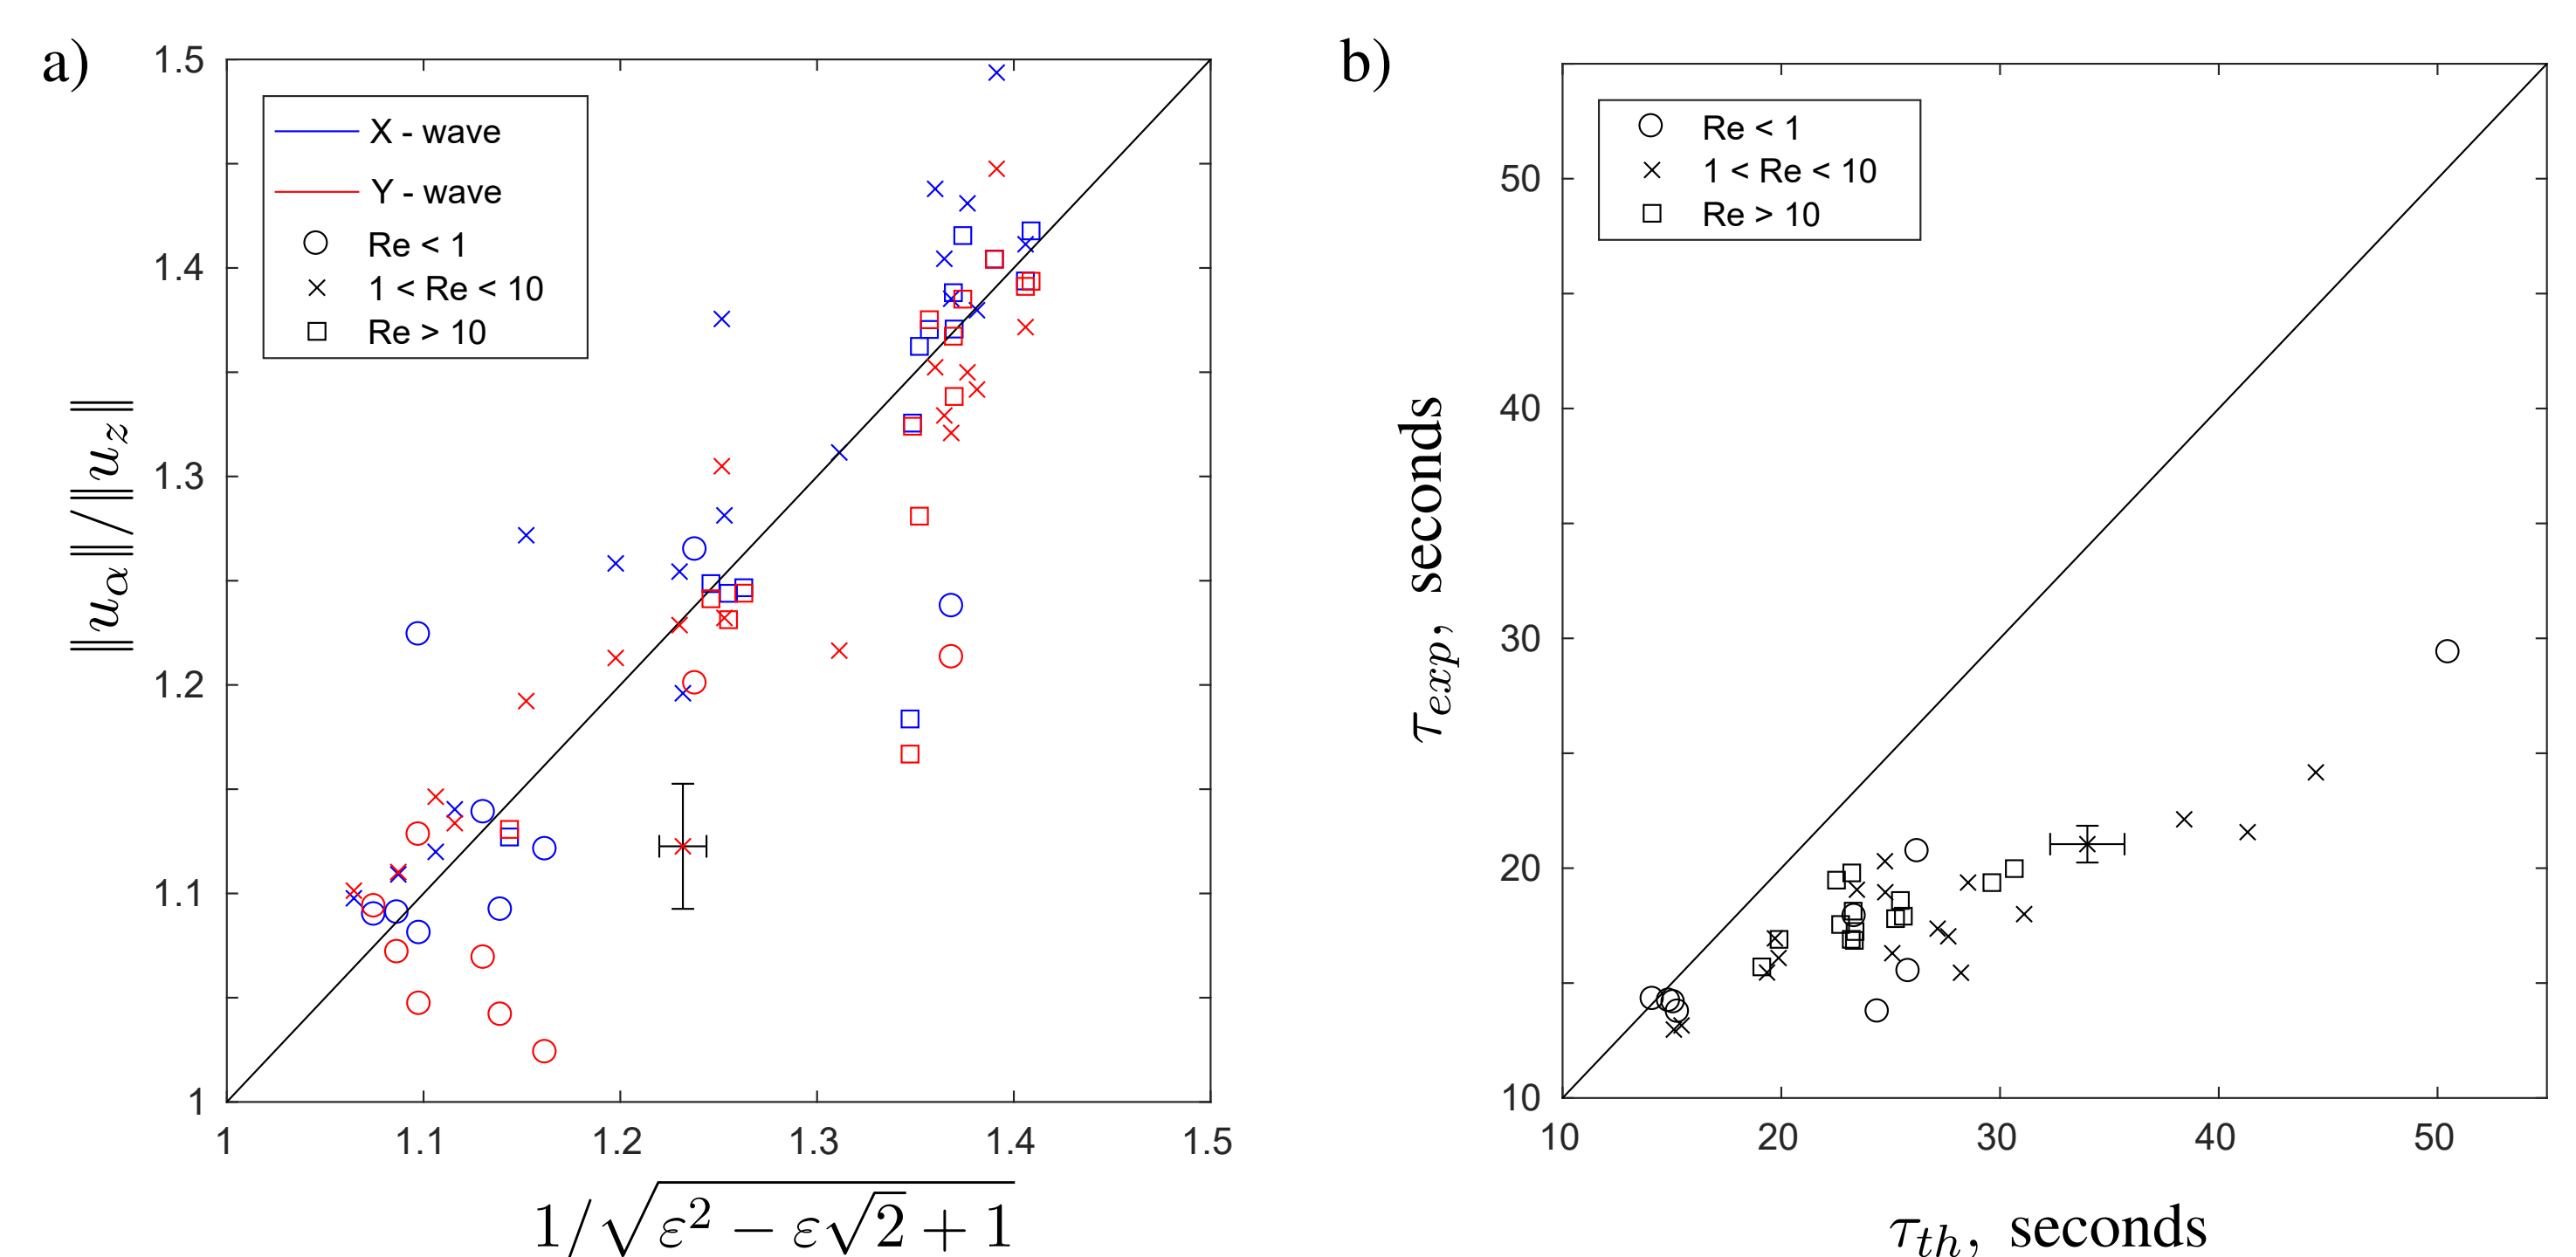 a)
1.5
1.4
1.3
1.2
1.1
1
1
1.1
1.2
1.3
1.4
1.5
‖u_α‖/‖u_z‖
1/√(ε² − ε√2 + 1)
X - wave
Y - wave
Re < 1
1 < Re < 10
Re > 10
b)
50
40
30
20
10
10
20
30
40
50
τ_exp, seconds
τ_th, seconds
Re < 1
1 < Re < 10
Re > 10